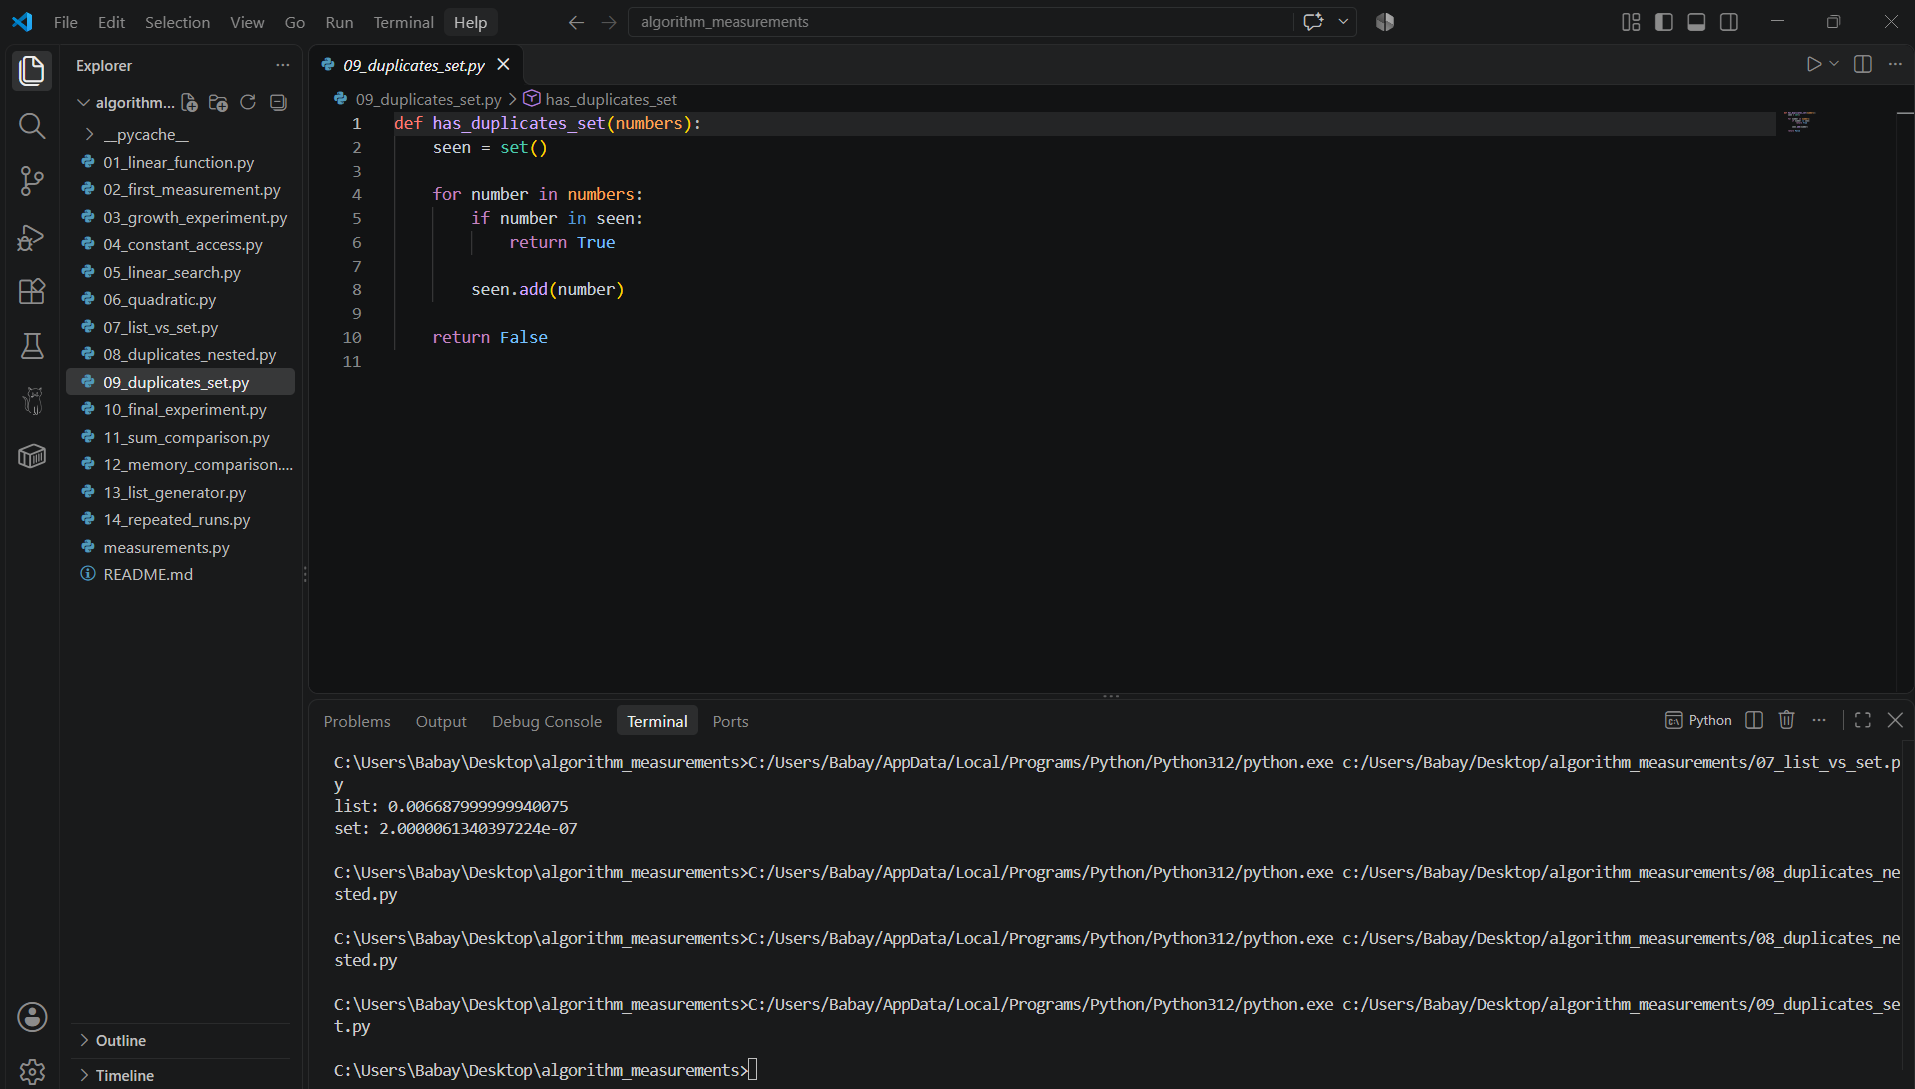 File Edit Selection View Go Run Terminal Help algorithm_measurements
Explorer
algorithm...
__pycache__
01_linear_function.py
02_first_measurement.py
03_growth_experiment.py
04_constant_access.py
05_linear_search.py
06_quadratic.py
07_list_vs_set.py
08_duplicates_nested.py
09_duplicates_set.py
10_final_experiment.py
11_sum_comparison.py
12_memory_comparison....
13_list_generator.py
14_repeated_runs.py
measurements.py
README.md
Outline
Timeline
09_duplicates_set.py
09_duplicates_set.py > has_duplicates_set
1 def has_duplicates_set(numbers):
2 seen = set()
3
4 for number in numbers:
5 if number in seen:
6 return True
7
8 seen.add(number)
9
10 return False
11
Problems Output Debug Console Terminal Ports Python
C:\Users\Babay\Desktop\algorithm_measurements>C:/Users/Babay/AppData/Local/Programs/Python/Python312/python.exe c:/Users/Babay/Desktop/algorithm_measurements/07_list_vs_set.p
y
list: 0.006687999999940075
set: 2.0000061340397224e-07
C:\Users\Babay\Desktop\algorithm_measurements>C:/Users/Babay/AppData/Local/Programs/Python/Python312/python.exe c:/Users/Babay/Desktop/algorithm_measurements/08_duplicates_ne
sted.py
C:\Users\Babay\Desktop\algorithm_measurements>C:/Users/Babay/AppData/Local/Programs/Python/Python312/python.exe c:/Users/Babay/Desktop/algorithm_measurements/08_duplicates_ne
sted.py
C:\Users\Babay\Desktop\algorithm_measurements>C:/Users/Babay/AppData/Local/Programs/Python/Python312/python.exe c:/Users/Babay/Desktop/algorithm_measurements/09_duplicates_se
t.py
C:\Users\Babay\Desktop\algorithm_measurements>